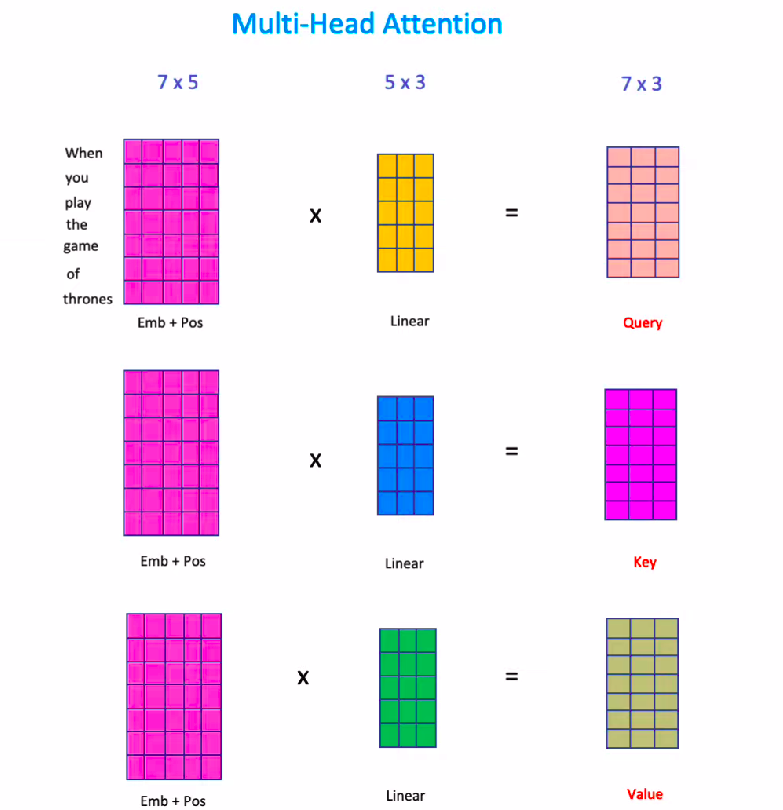 Multi-Head Attention
7 x 5 5 x 3 7 x 3
When
you
play
the
game
of
thrones
x =
Emb + Pos Linear Query
x =
Emb + Pos Linear Key
x =
Emb + Pos Linear Value